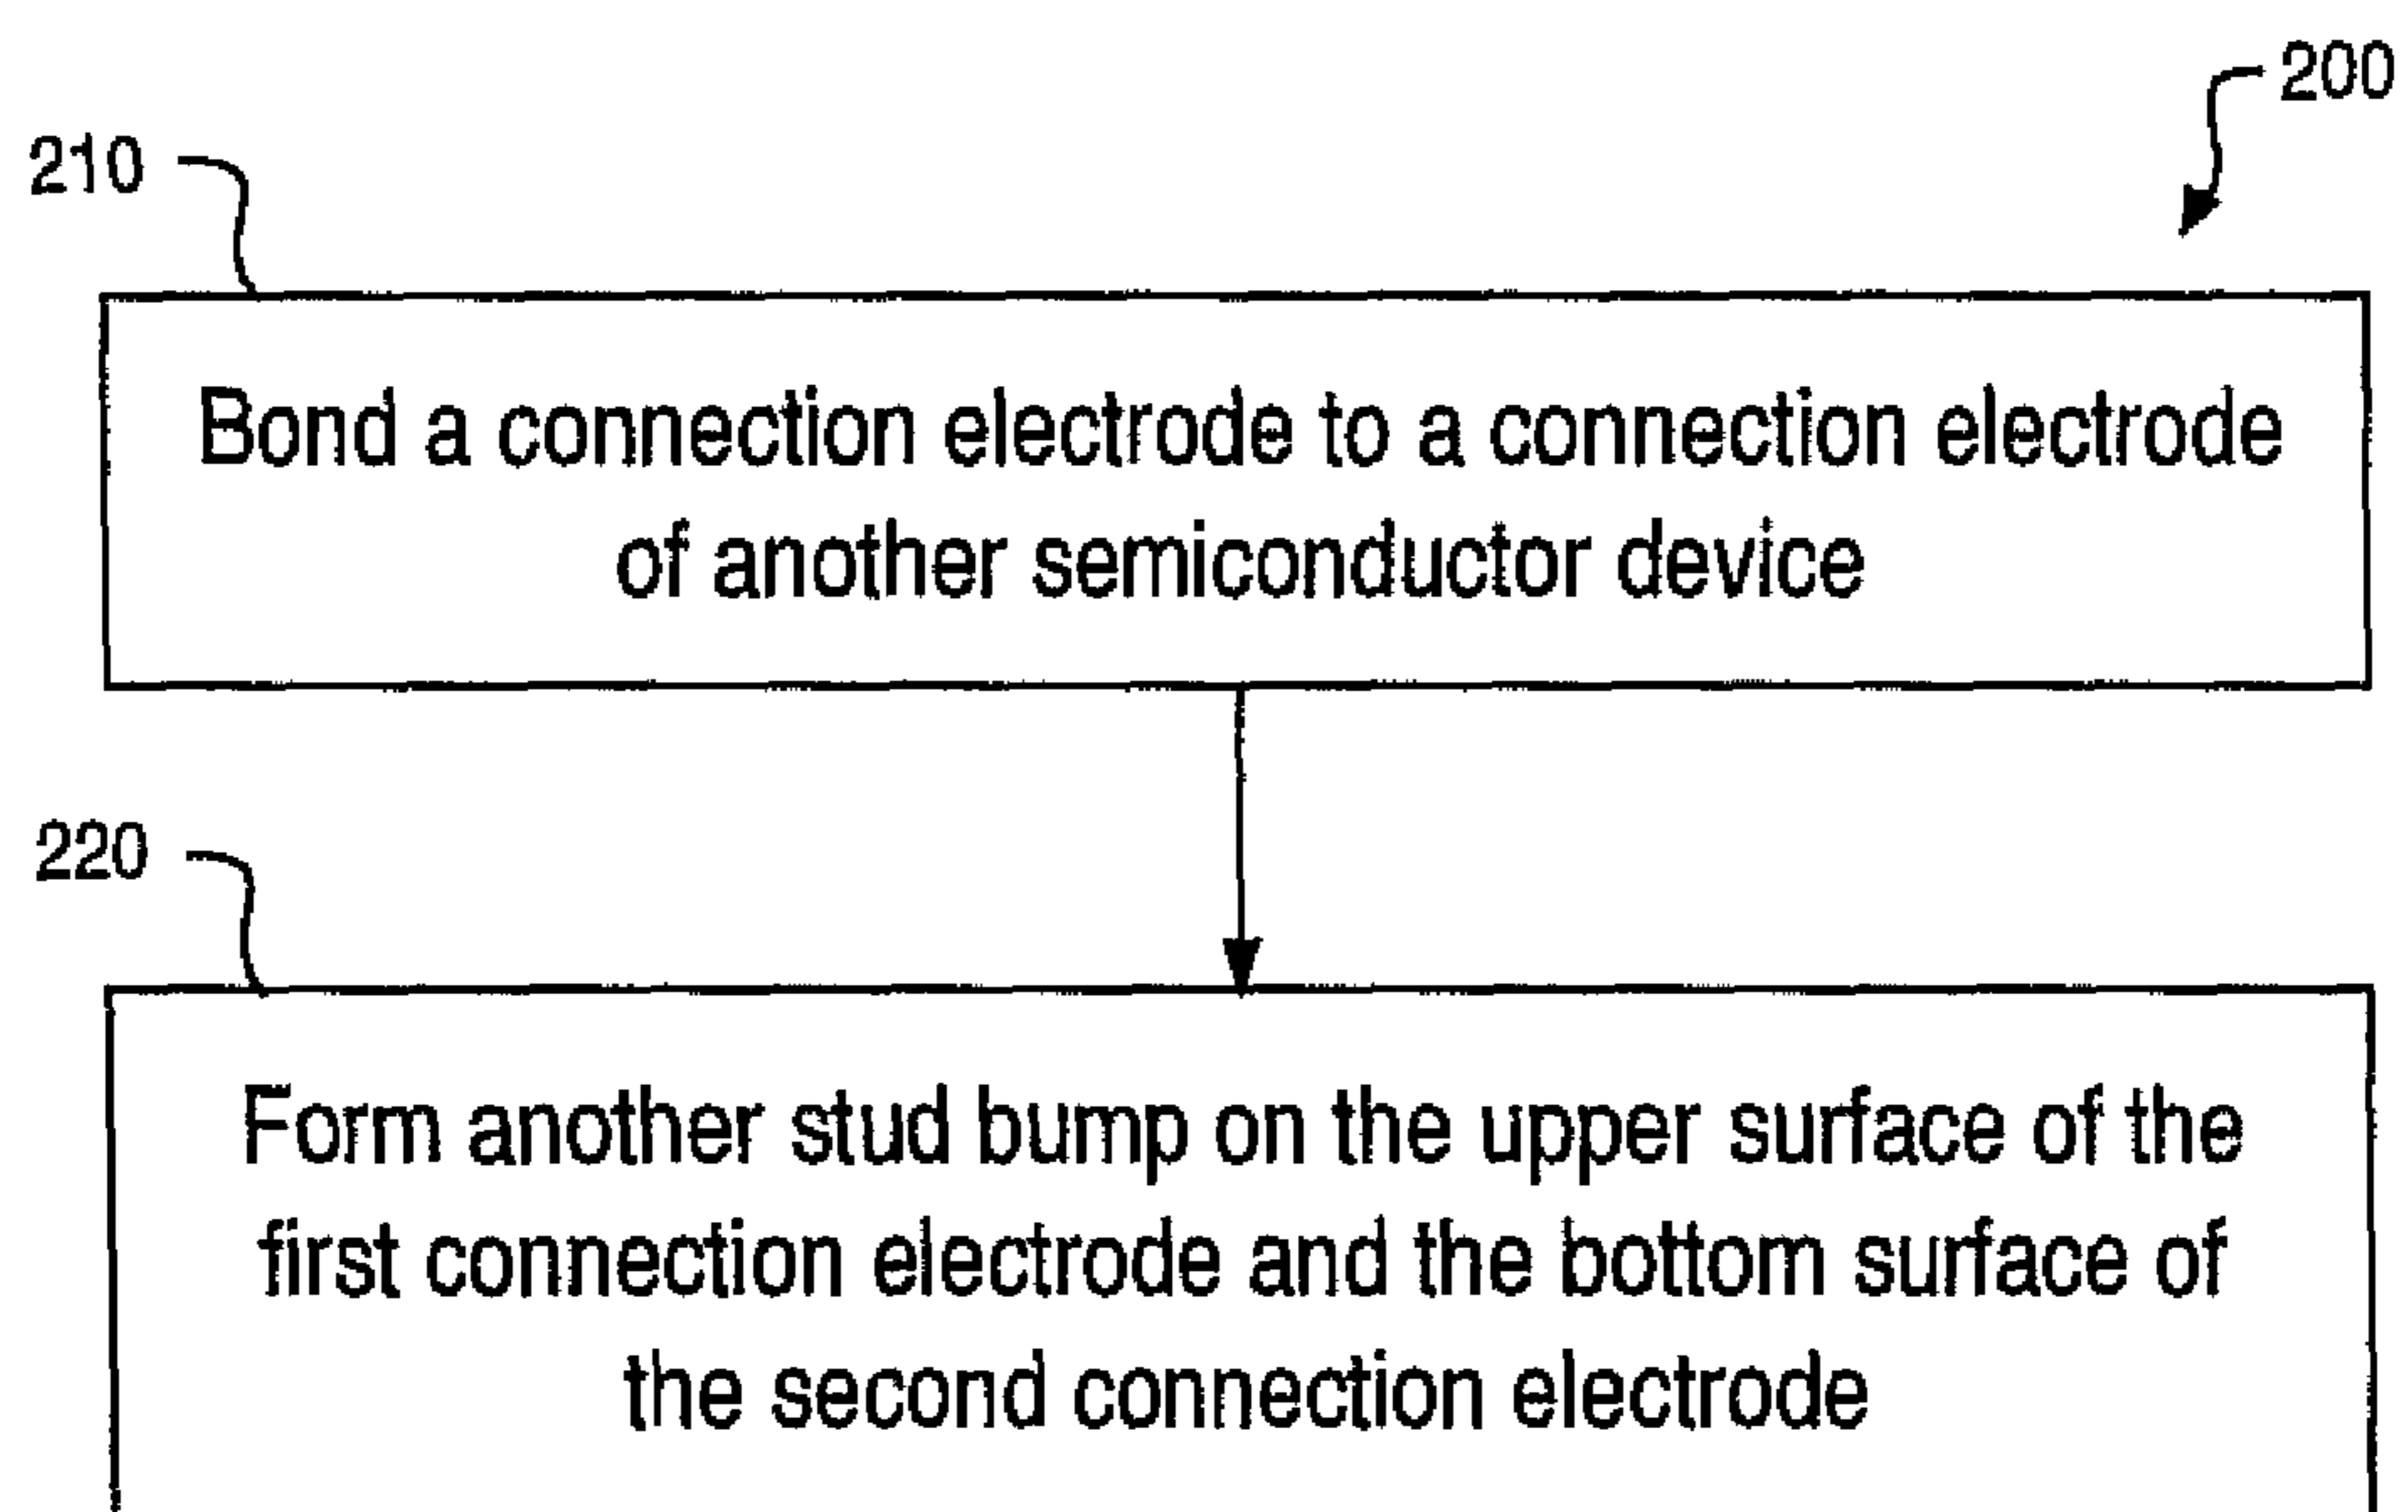 200
210
Bond a connection electrode to a connection electrode
of another semiconductor device
220
Form another stud bump on the upper surface of the
first connection electrode and the bottom surface of
the second connection electrode